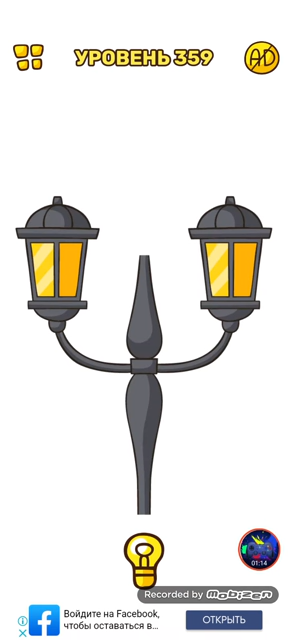 УРОВЕНЬ 359
AD
01:14
Recorded by mobizen
Войдите на Facebook,
чтобы оставаться в...
ОТКРЫТЬ